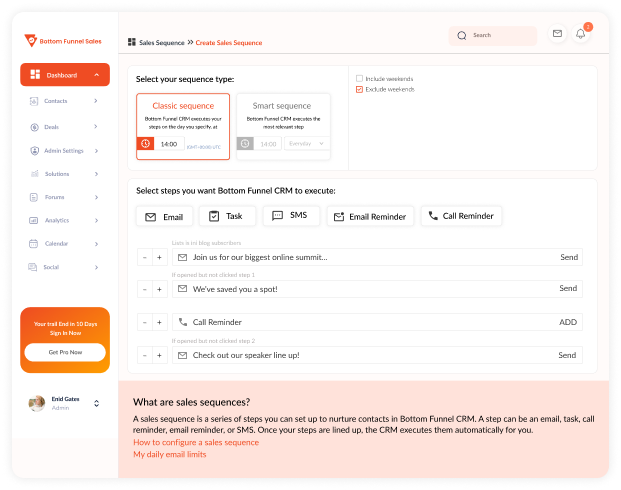 Bottom Funnel Sales
Sales Sequence >> Create Sales Sequence
Search
2
Dashboard
Contacts
Deals
Admin Settings
Solutions
Forums
Analytics
Calendar
Social
Your trail End in 10 Days
Sign In Now
Get Pro Now
Enid Gates
Admin
Select your sequence type:
Classic sequence
Bottom Funnel CRM executes your
steps on the day you specify, at
14:00
Smart sequence
Bottom Funnel CRM executes the
most relevant step
14:00
Everyday
Include weekends
Exclude weekends
Select steps you want Bottom Funnel CRM to execute:
Email
Task
SMS
Email Reminder
Call Reminder
- +
Join us for our biggest online summit...
Send
If opened but not clicked step 1
- +
We've saved you a spot!
Send
- +
Call Reminder
ADD
If opened but not clicked step 2
- +
Check out our speaker line up!
Send
What are sales sequences?
A sales sequence is a series of steps you can set up to nurture contacts in Bottom Funnel CRM. A step can be an email, task, call
reminder, email reminder, or SMS. Once your steps are lined up, the CRM executes them automatically for you.
How to configure a sales sequence
My daily email limits